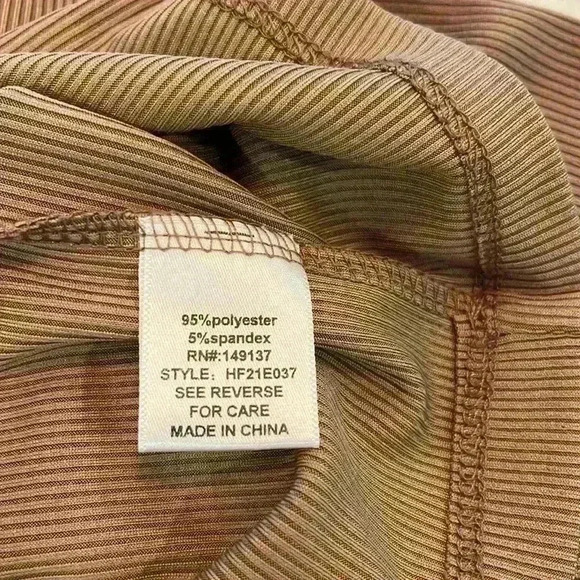 95%polyester
5%spandex
RN#:149137
STYLE: HF21E037
SEE REVERSE
FOR CARE
MADE IN CHINA